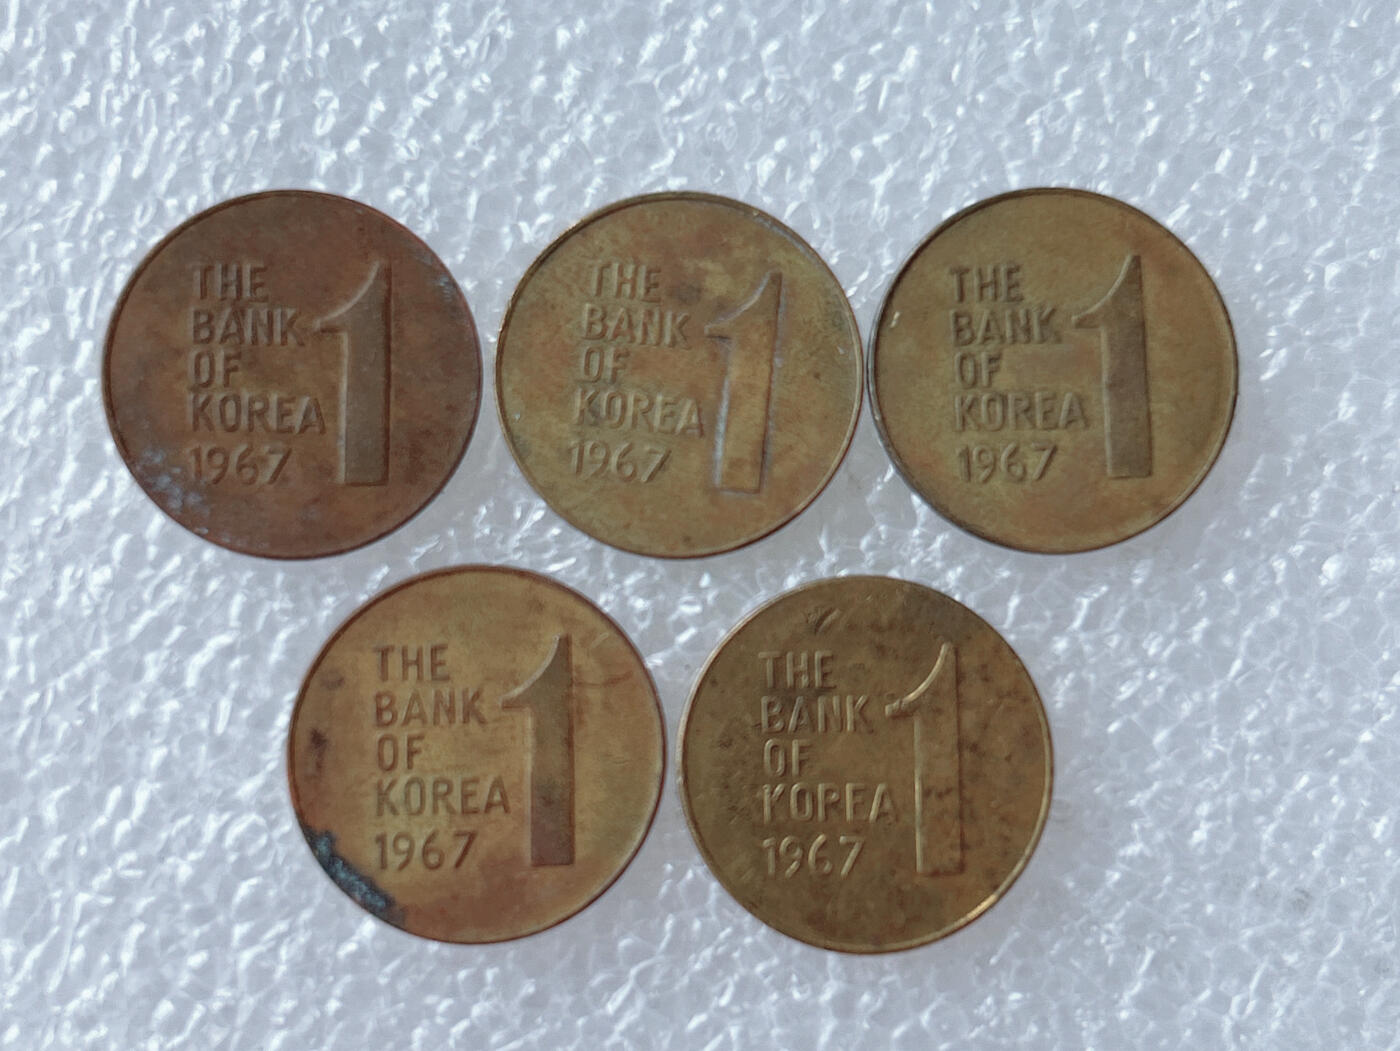 THE
BANK
OF
KOREA
1967
1
THE
BANK
OF
KOREA
1967
1
THE
BANK
OF
KOREA
1967
1
THE
BANK
OF
KOREA
1967
1
THE
BANK
OF
KOREA
1967
1